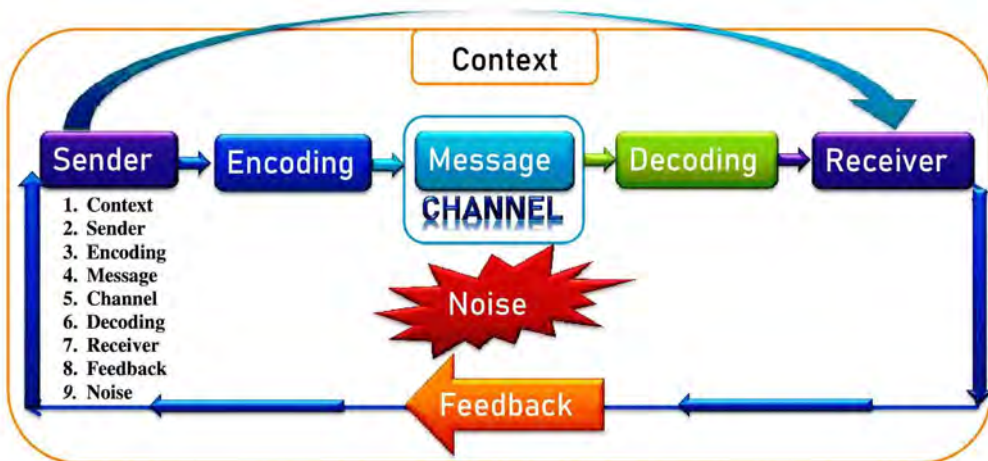 Context
Sender
Encoding
Message
Decoding
Receiver
CHANNEL
1. Context
2. Sender
3. Encoding
4. Message
5. Channel
6. Decoding
7. Receiver
8. Feedback
9. Noise
Noise
Feedback